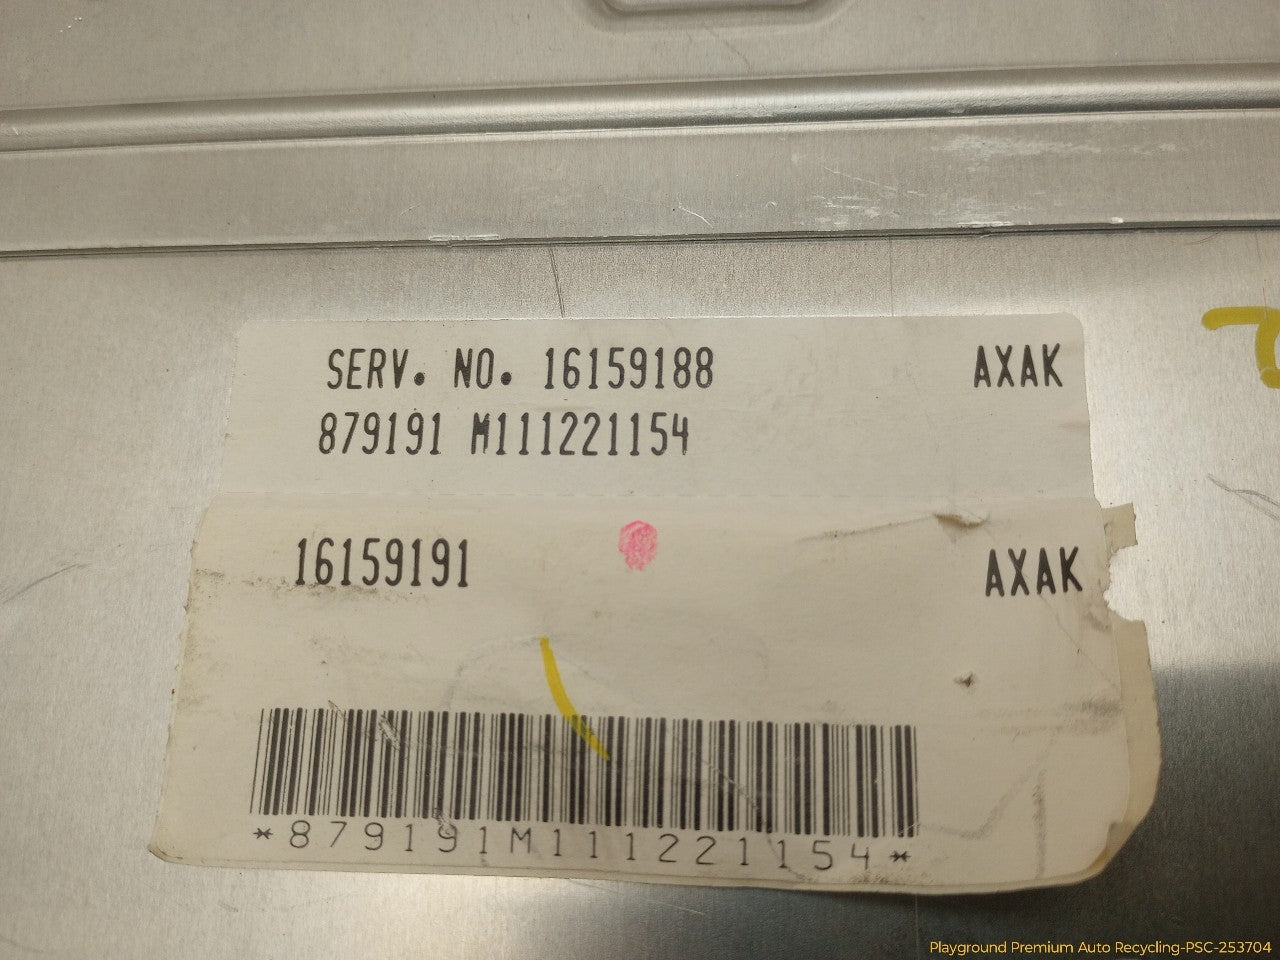 SERV. NO. 16159188 AXAK
879191 M111221154
16159191 AXAK
*879191M111221154*
Playground Premium Auto Recycling-PSC-253704